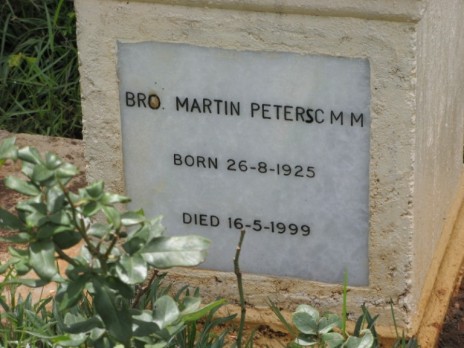 BRO. MARTIN PETERS C M M
BORN 26-8-1925
DIED 16-5-1999